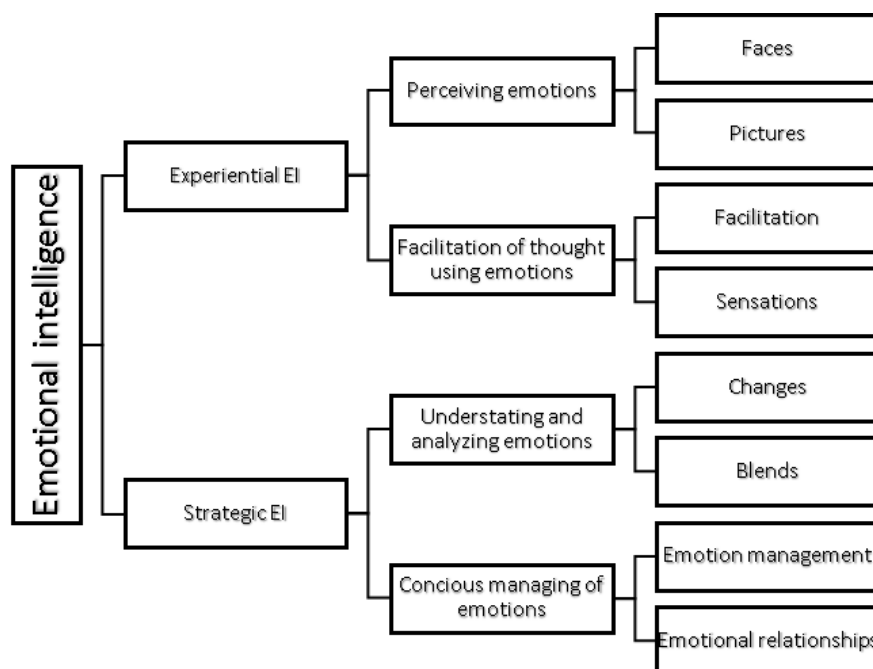 Emotional intelligence
Experiential EI
Strategic EI
Perceiving emotions
Facilitation of thought
using emotions
Understating and
analyzing emotions
Concious managing of
emotions
Faces
Pictures
Facilitation
Sensations
Changes
Blends
Emotion management
Emotional relationships